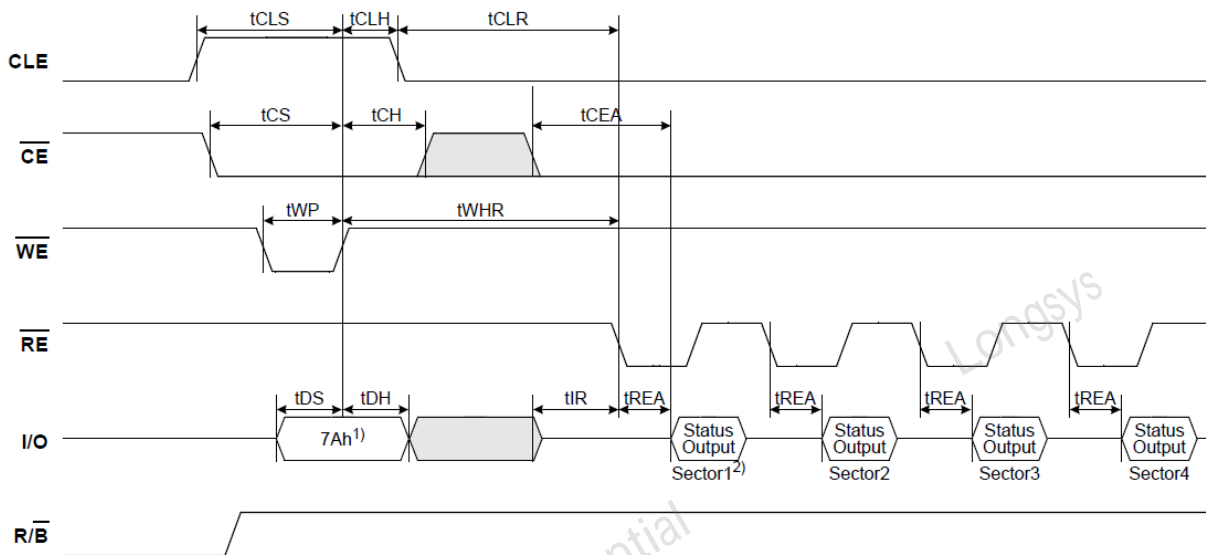 tCLS tCLH tCLR
CLE
tCS tCH tCEA
CE
tWP tWHR
WE
RE
Longsys
tDS tDH tIR tREA tREA tREA tREA
I/O 7Ah1) Status Output Status Output Status Output Status Output
Sector12) Sector2 Sector3 Sector4
R/B